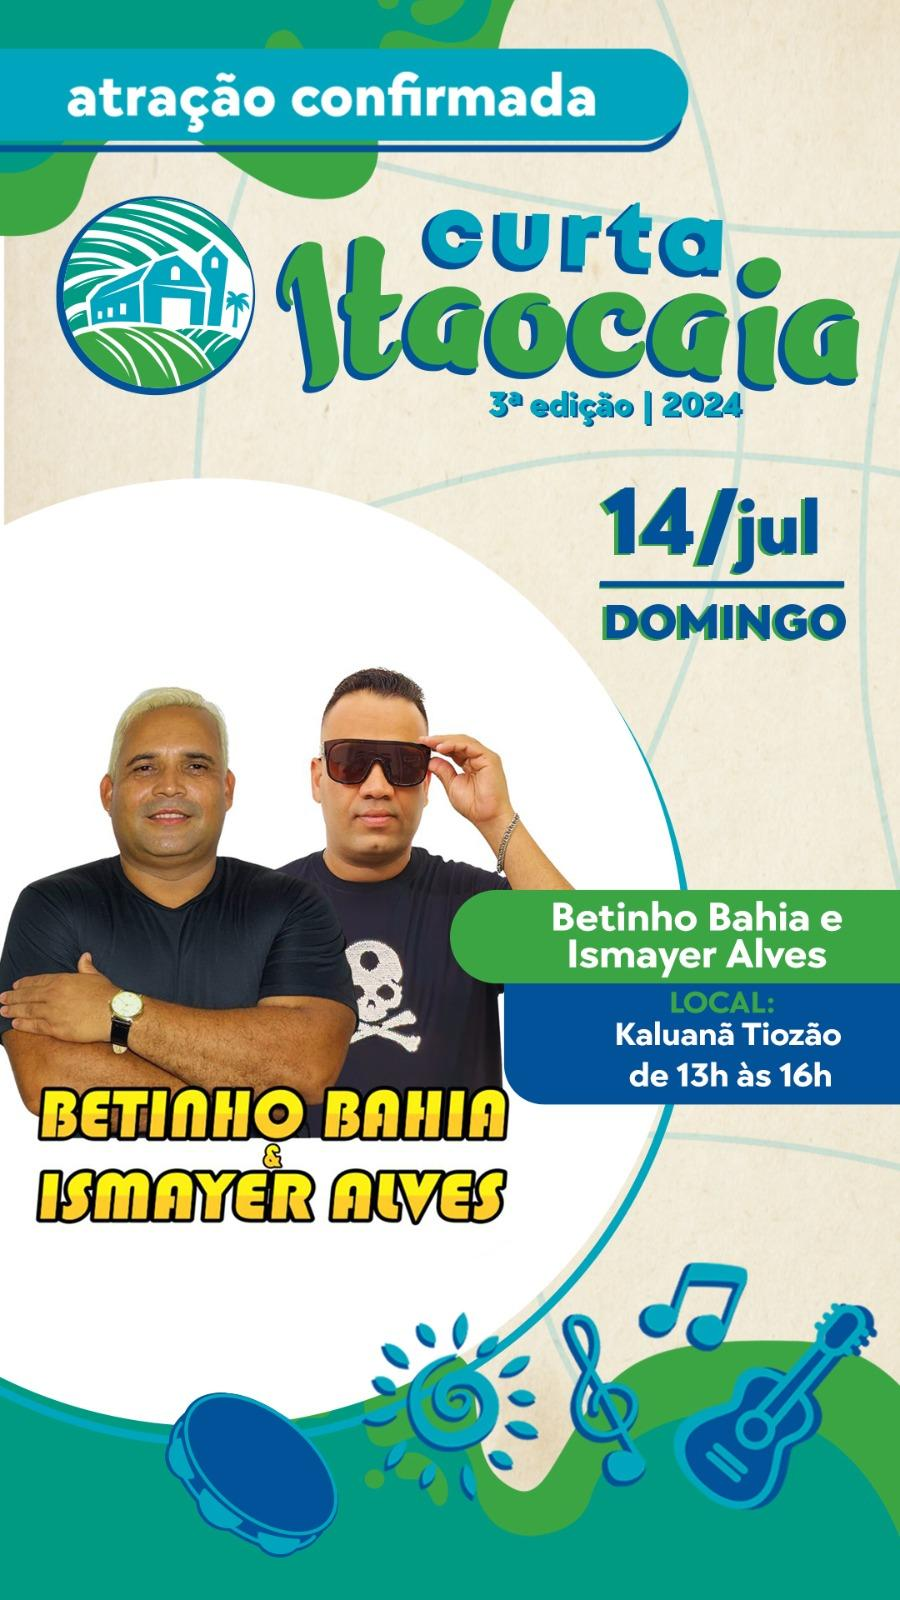 atração confirmada
curta
Itaocaia
3ª edição | 2024
14/jul
DOMINGO
Betinho Bahia e
Ismayer Alves
LOCAL:
Kaluanã Tiozão
de 13h às 16h
BETINHO BAHIA
&
ISMAYER ALVES